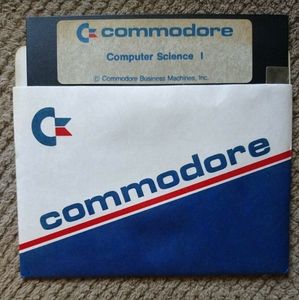 commodore
Computer Science I
© Commodore Business Machines, Inc.
commodore